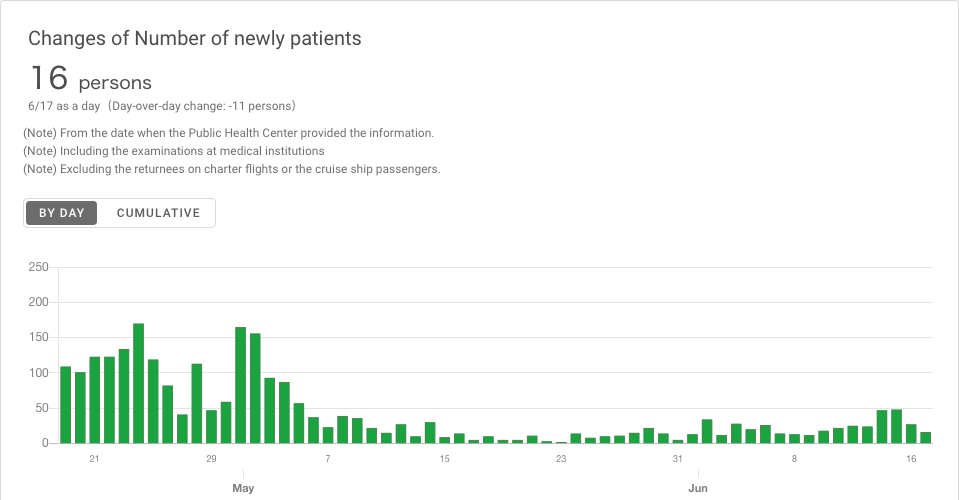 Changes of Number of newly patients
16 persons
6/17 as a day（Day-over-day change: -11 persons）
(Note) From the date when the Public Health Center provided the information.
(Note) Including the examinations at medical institutions
(Note) Excluding the returnees on charter flights or the cruise ship passengers.
BY DAY CUMULATIVE
250
200
150
100
50
0
21 29 7 15 23 31 8 16
May Jun